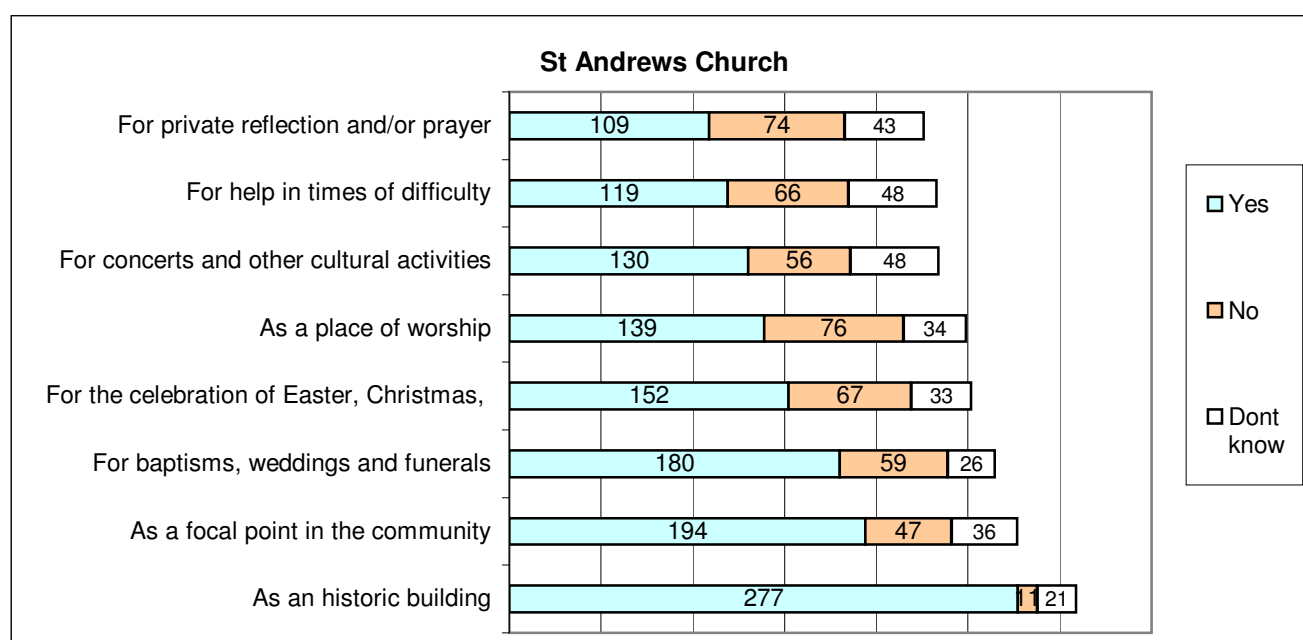 St Andrews Church
For private reflection and/or prayer 109 74 43
For help in times of difficulty 119 66 48
For concerts and other cultural activities 130 56 48
As a place of worship 139 76 34
For the celebration of Easter, Christmas, 152 67 33
For baptisms, weddings and funerals 180 59 26
As a focal point in the community 194 47 36
As an historic building 277 11 21
Yes
No
Dont
know